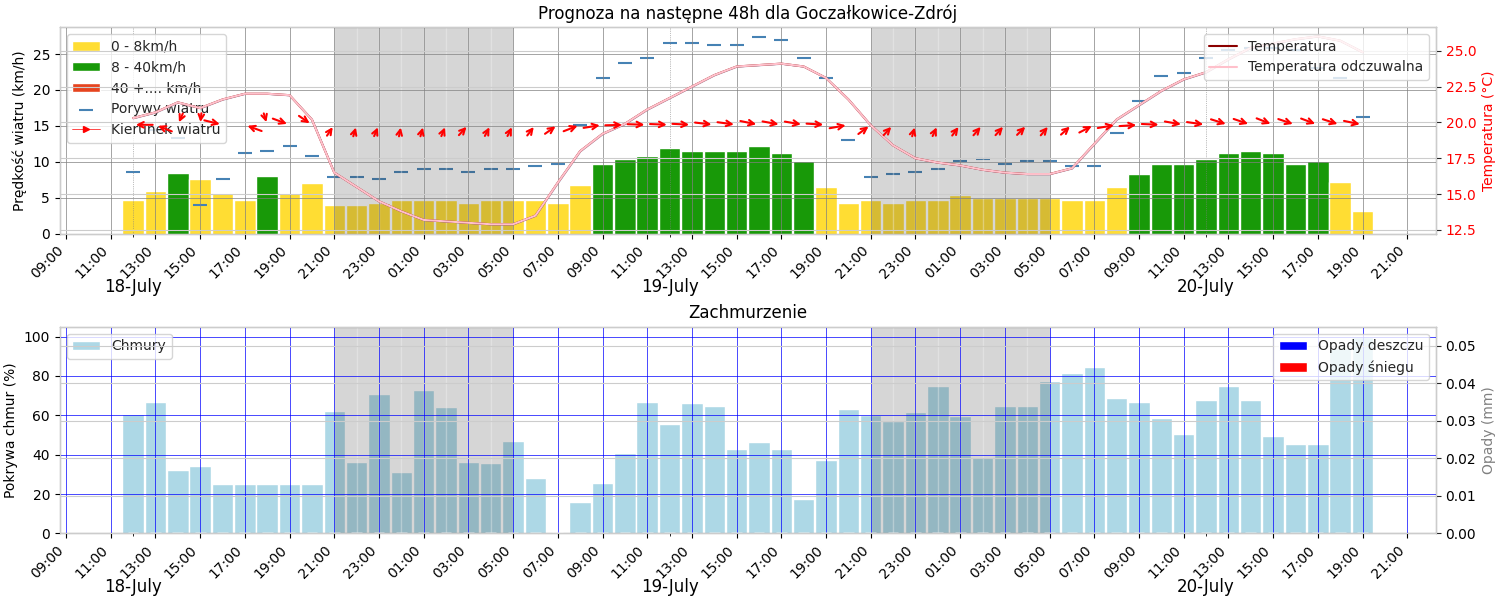 Prognoza na następne 48h dla Goczałkowice-Zdrój
Prędkość wiatru (km/h)
25
20
15
10
5
0
0 - 8km/h
8 - 40km/h
40 +.... km/h
Porywy wiatru
Kierunek wiatru
Temperatura
Temperatura odczuwalna
25.0
22.5
20.0
17.5
15.0
12.5
Temperatura (°C)
09:00 11:00 13:00 15:00 17:00 19:00 21:00 23:00 01:00 03:00 05:00 07:00 09:00 11:00 13:00 15:00 17:00 19:00 21:00 23:00 01:00 03:00 05:00 07:00 09:00 11:00 13:00 15:00 17:00 19:00 21:00
18-July 19-July 20-July
Zachmurzenie
Pokrywa chmur (%)
100
80
60
40
20
0
Chmury
Opady deszczu
Opady śniegu
0.05
0.04
0.03
0.02
0.01
0.00
Opady (mm)
09:00 11:00 13:00 15:00 17:00 19:00 21:00 23:00 01:00 03:00 05:00 07:00 09:00 11:00 13:00 15:00 17:00 19:00 21:00 23:00 01:00 03:00 05:00 07:00 09:00 11:00 13:00 15:00 17:00 19:00 21:00
18-July 19-July 20-July